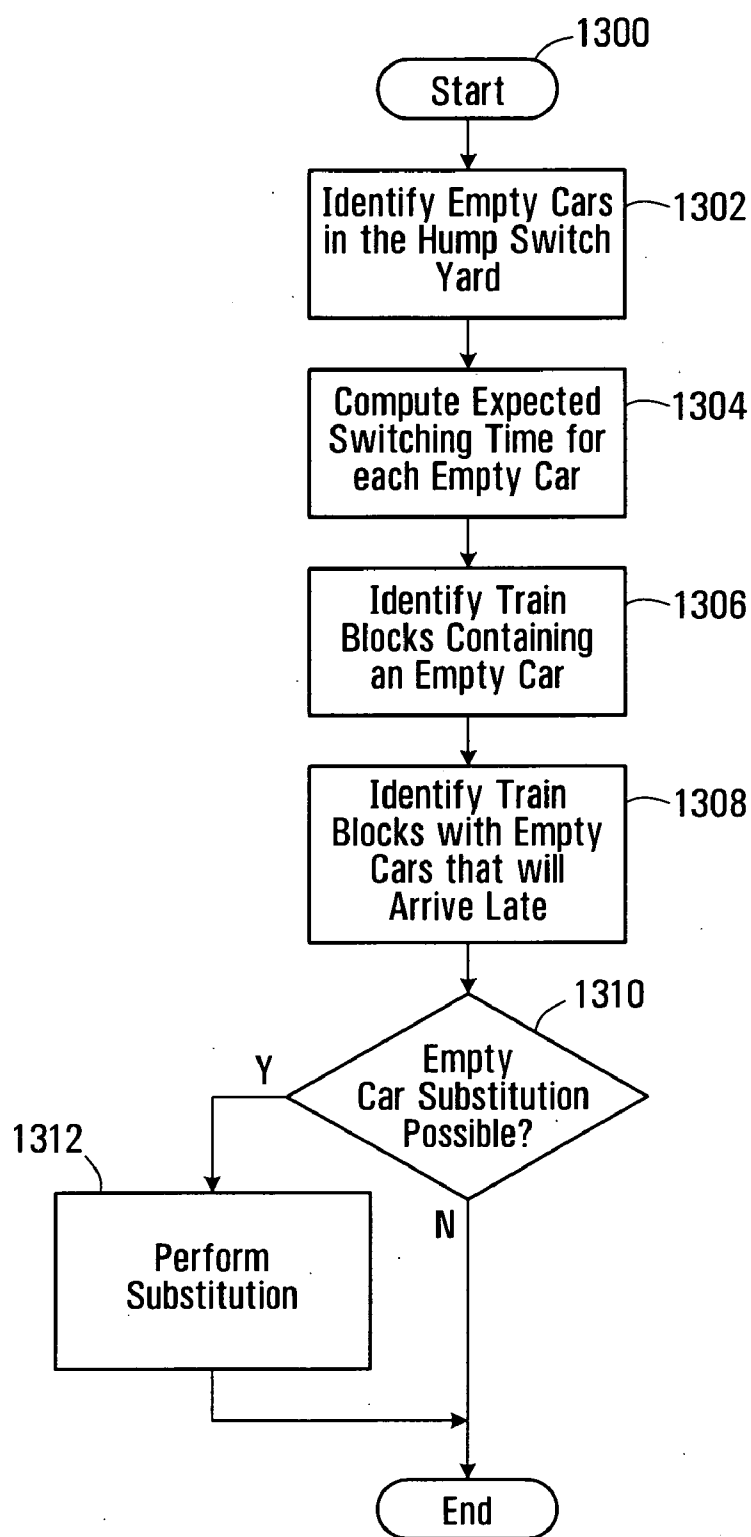 1300
Start
Identify Empty Cars
in the Hump Switch
Yard
1302
Compute Expected
Switching Time for
each Empty Car
1304
Identify Train
Blocks Containing
an Empty Car
1306
Identify Train
Blocks with Empty
Cars that will
Arrive Late
1308
1310
Empty
Car Substitution
Possible?
Y
N
1312
Perform
Substitution
End